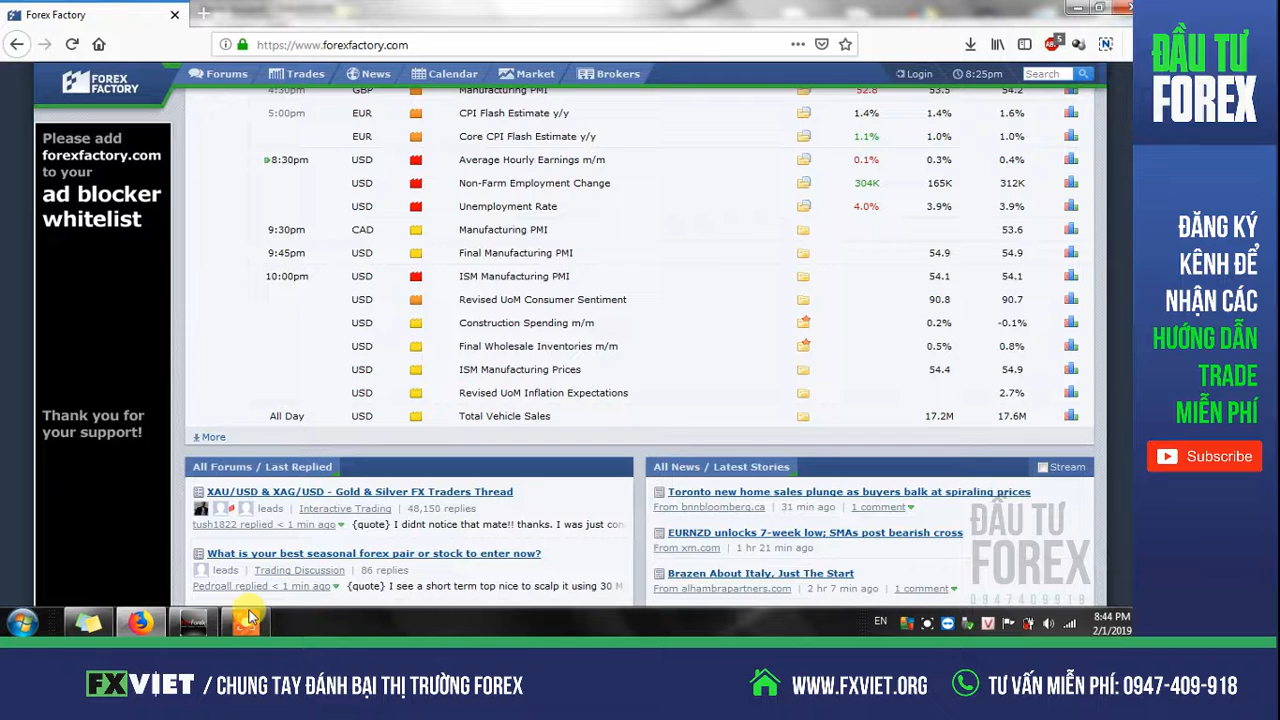 Forex Factory
https://www.forexfactory.com
5
FOREX FACTORY
Forums Trades News Calendar Market Brokers Login 8:25pm Search
4:30pm GBP Manufacturing PMI 52.8 53.5 54.2
5:00pm EUR CPI Flash Estimate y/y 1.4% 1.4% 1.6%
EUR Core CPI Flash Estimate y/y 1.1% 1.0% 1.0%
8:30pm USD Average Hourly Earnings m/m 0.1% 0.3% 0.4%
USD Non-Farm Employment Change 304K 165K 312K
USD Unemployment Rate 4.0% 3.9% 3.9%
9:30pm CAD Manufacturing PMI 53.6
9:45pm USD Final Manufacturing PMI 54.9 54.9
10:00pm USD ISM Manufacturing PMI 54.1 54.1
USD Revised UoM Consumer Sentiment 90.8 90.7
USD Construction Spending m/m 0.2% -0.1%
USD Final Wholesale Inventories m/m 0.5% 0.8%
USD ISM Manufacturing Prices 54.4 54.9
USD Revised UoM Inflation Expectations 2.7%
All Day USD Total Vehicle Sales 17.2M 17.6M
More
Please add
forexfactory.com
to your
ad blocker
whitelist
Thank you for
your support!
All Forums / Last Replied
XAU/USD & XAG/USD - Gold & Silver FX Traders Thread
leads | Interactive Trading | 48,150 replies
tush1822 replied < 1 min ago {quote} I didnt notice that mate!! thanks. I was just con
What is your best seasonal forex pair or stock to enter now?
leads | Trading Discussion | 86 replies
Pedroall replied < 1 min ago {quote} I see a short term top nice to scalp it using 30 M
All News / Latest Stories Stream
Toronto new home sales plunge as buyers balk at spiraling prices
From bnnbloomberg.ca | 31 min ago | 1 comment
EURNZD unlocks 7-week low; SMAs post bearish cross
From xm.com | 1 hr 21 min ago
Brazen About Italy, Just The Start
From alhambrapartners.com | 2 hr 7 min ago | 1 comment
ĐẦU TƯ
FOREX
0947409918
EN
8:44 PM
2/1/2019
ĐẦU TƯ
FOREX
ĐĂNG KÝ
KÊNH ĐỂ
NHẬN CÁC
HƯỚNG DẪN
TRADE
MIỄN PHÍ
Subscribe
FXVIỆT / CHUNG TAY ĐÁNH BẠI THỊ TRƯỜNG FOREX
WWW.FXVIET.ORG
TƯ VẤN MIỄN PHÍ: 0947-409-918